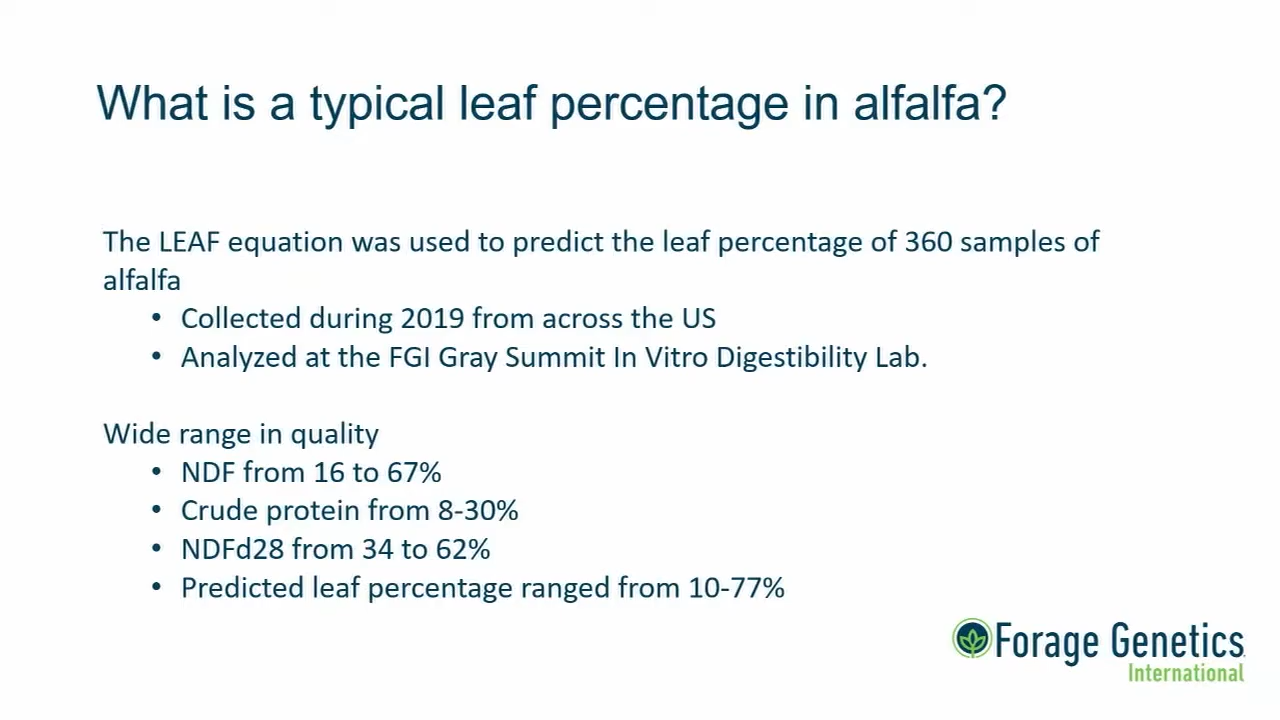 What is a typical leaf percentage in alfalfa?
The LEAF equation was used to predict the leaf percentage of 360 samples of
alfalfa
• Collected during 2019 from across the US
• Analyzed at the FGI Gray Summit In Vitro Digestibility Lab.
Wide range in quality
• NDF from 16 to 67%
• Crude protein from 8-30%
• NDFd28 from 34 to 62%
• Predicted leaf percentage ranged from 10-77%
Forage Genetics
International